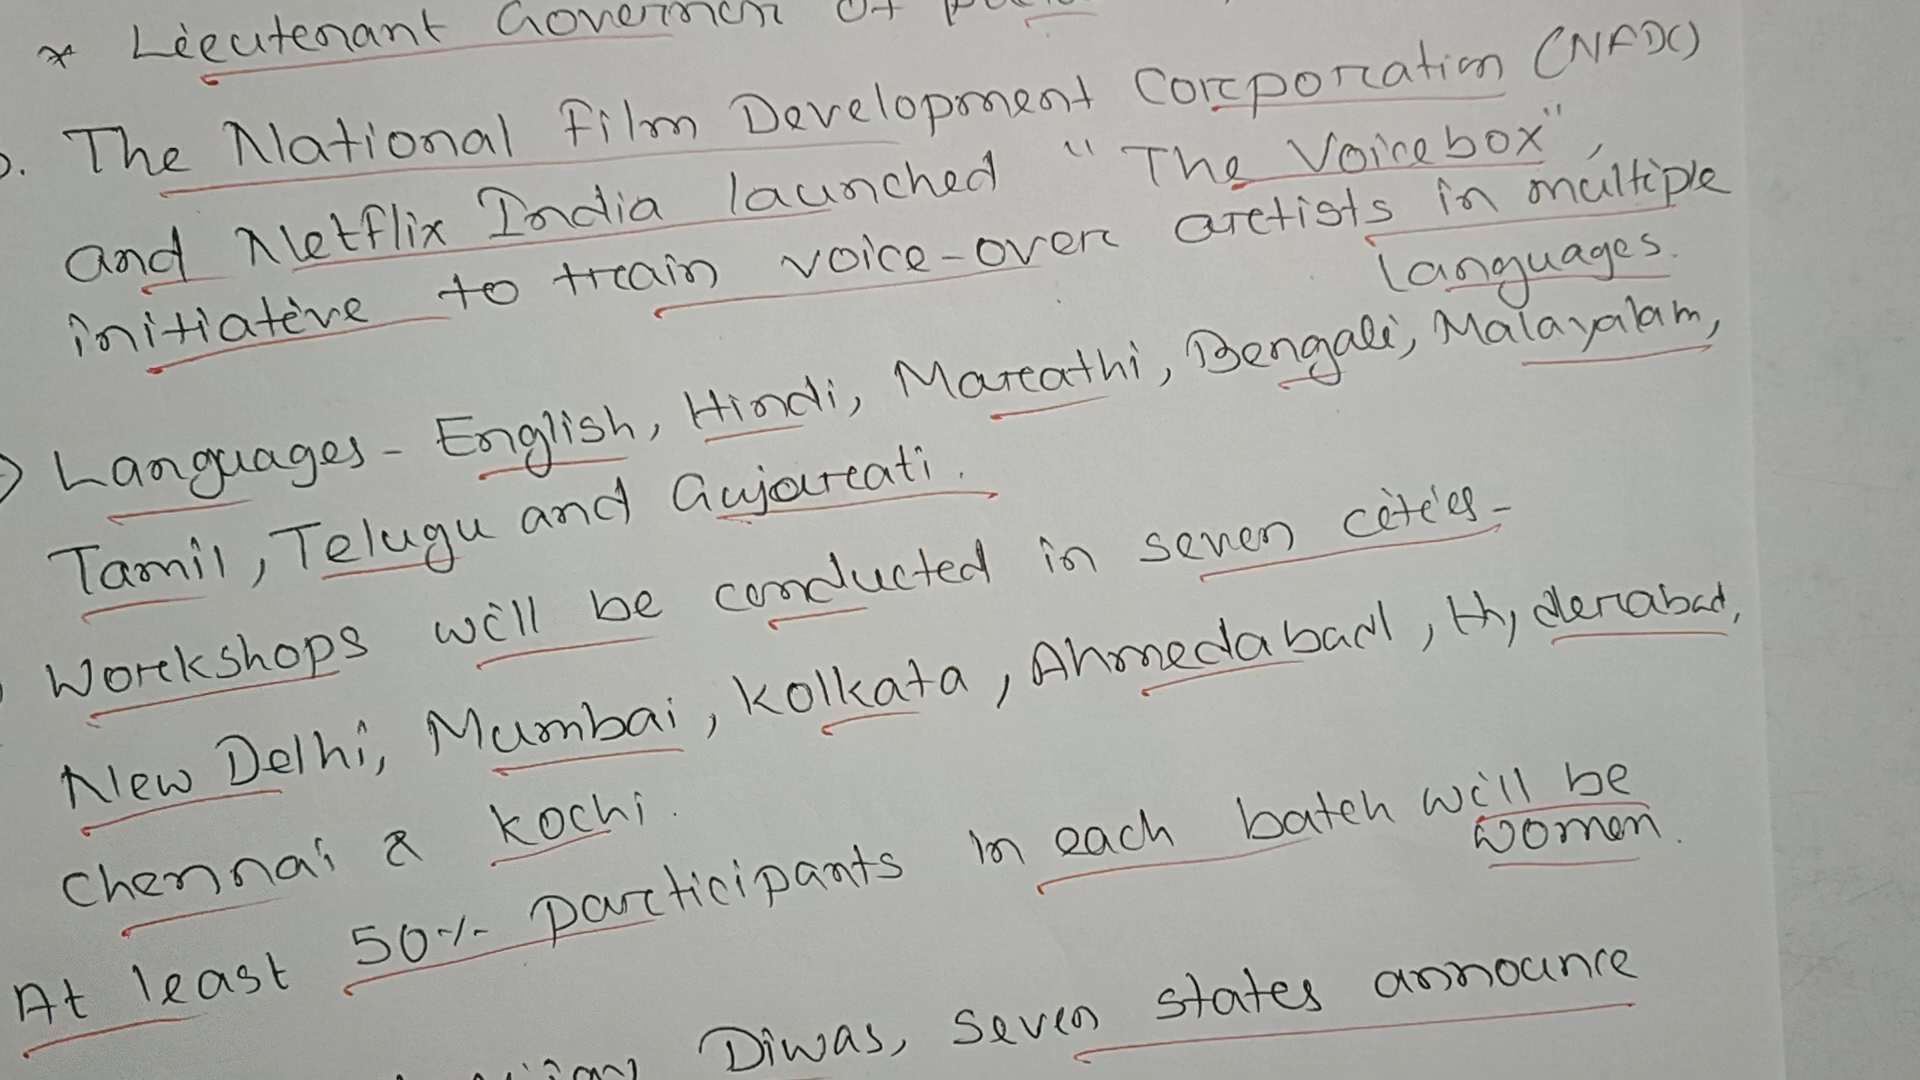 * Lieutenant Governer of
The National Film Development Corporation (NFDC)
and Netflix India launched "The Voicebox",
initiative to train voice-over artists in multiple
languages.
Languages - English, Hindi, Marathi, Bengali, Malayalam,
Tamil, Telugu and Gujarati.
Workshops will be conducted in seven cities-
New Delhi, Mumbai, Kolkata, Ahmedabad, Hyderabad,
Chennai & Kochi.
At least 50% participants in each batch will be
women.
Diwas, seven states announce